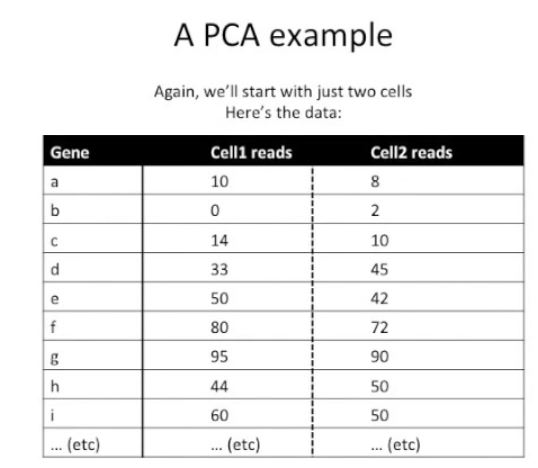 A PCA example
Again, we'll start with just two cells
Here's the data:
Gene Cell1 reads Cell2 reads
a 10 8
b 0 2
c 14 10
d 33 45
e 50 42
f 80 72
g 95 90
h 44 50
i 60 50
... (etc) ... (etc) ... (etc)